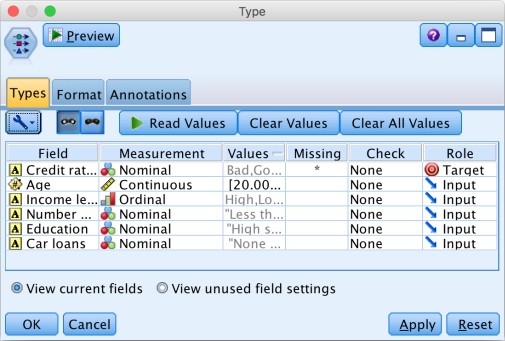 Type
Preview
Types Format Annotations
Read Values Clear Values Clear All Values
Field Measurement Values Missing Check Role
Credit rat... Nominal Bad,Go... * None Target
Age Continuous [20.00... None Input
Income le... Ordinal High,Lo... None Input
Number ... Nominal "Less th... None Input
Education Nominal "High s... None Input
Car loans Nominal "None ... None Input
View current fields View unused field settings
OK Cancel Apply Reset